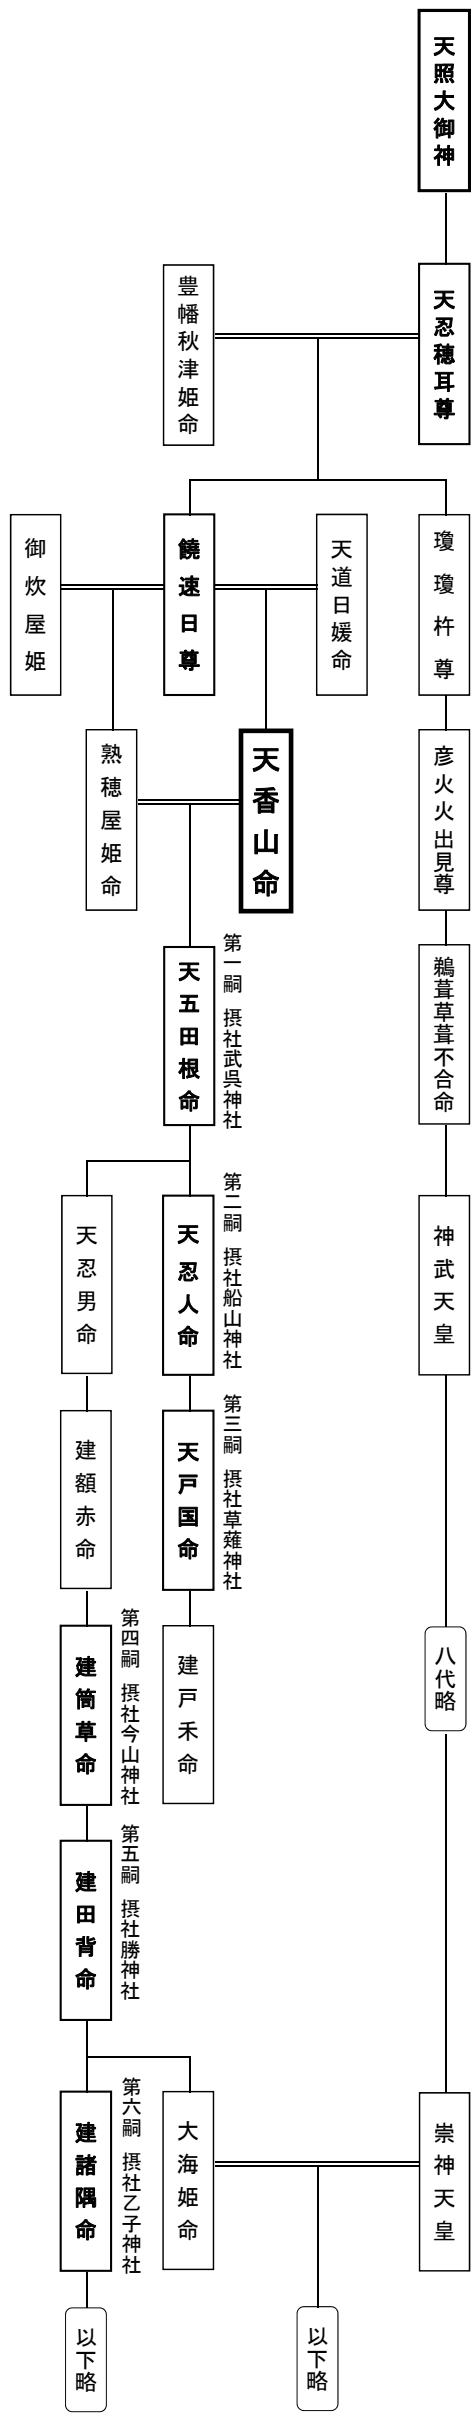 天照大御神
天忍穂耳尊
豊幡秋津姫命
瓊瓊杵尊
天道日媛命
饒速日尊
御炊屋姫
彦火火出見尊
天香山命
熟穂屋姫命
鵜葺草葺不合命
第一嗣 摂社武呉神社
天五田根命
神武天皇
第二嗣 摂社船山神社
天忍人命
天忍男命
第三嗣 摂社草薙神社
天戸国命
建額赤命
八代略
建戸禾命
第四嗣 摂社今山神社
建筒草命
第五嗣 摂社勝神社
建田背命
崇神天皇
大海姫命
第六嗣 摂社乙子神社
建諸隅命
以下略
以下略